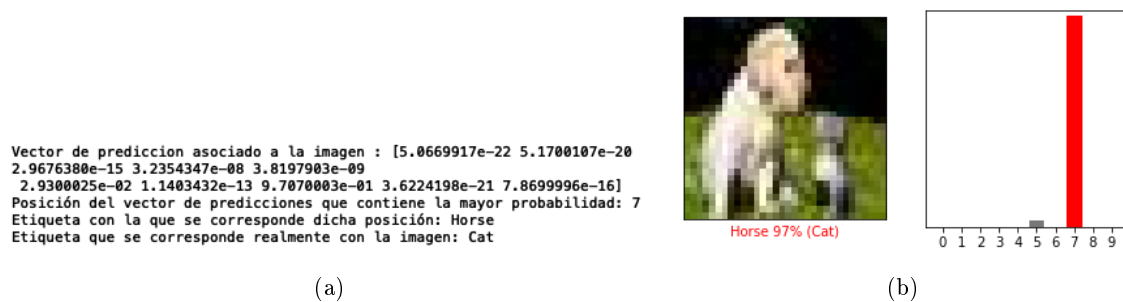 Vector de prediccion asociado a la imagen : [5.0669917e-22 5.1700107e-20
2.9676380e-15 3.2354347e-08 3.8197903e-09
2.9300025e-02 1.1403432e-13 9.7070003e-01 3.6224198e-21 7.8699996e-16]
Posición del vector de predicciones que contiene la mayor probabilidad: 7
Etiqueta con la que se corresponde dicha posición: Horse
Etiqueta que se corresponde realmente con la imagen: Cat
(a)
Horse 97% (Cat)
0 1 2 3 4 5 6 7 8 9
(b)